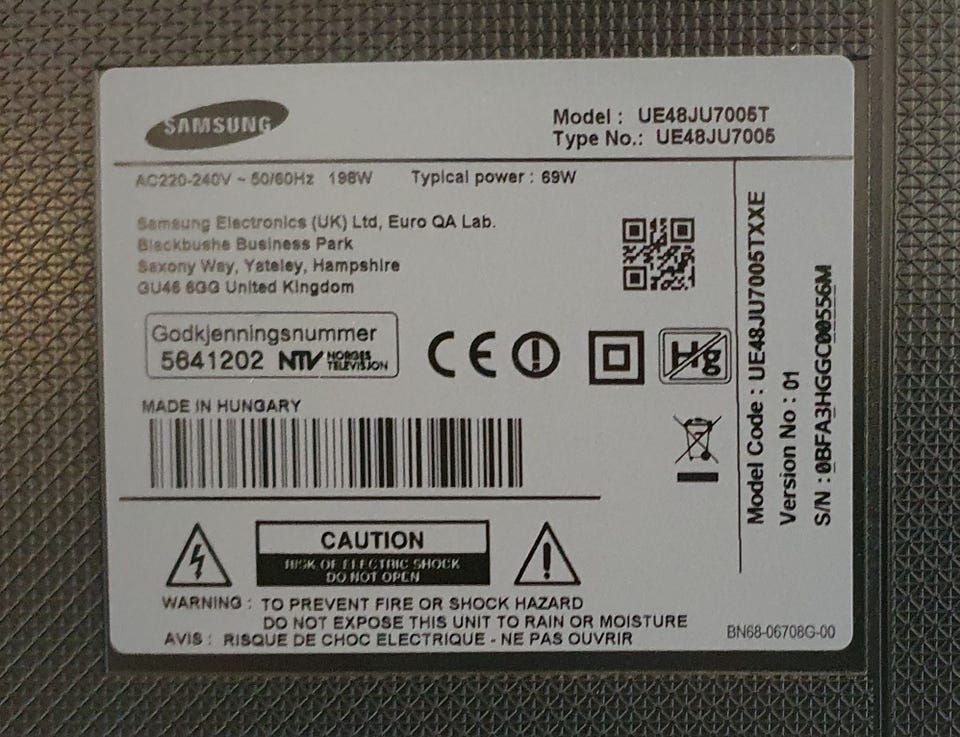 SAMSUNG
Model : UE48JU7005T
Type No.: UE48JU7005
AC220-240V ~ 50/60Hz 198W Typical power : 69W
Samsung Electronics (UK) Ltd, Euro QA Lab.
Blackbushe Business Park
Saxony Way, Yateley, Hampshire
GU46 6GG United Kingdom
Godkjenningsnummer
5641202 NTV NORGES TELEVISJON
CE
Hg
MADE IN HUNGARY
Model Code : UE48JU7005TXXE
Version No : 01
S/N : 0BFA3HGGC00556M
CAUTION
RISK OF ELECTRIC SHOCK
DO NOT OPEN
WARNING : TO PREVENT FIRE OR SHOCK HAZARD
DO NOT EXPOSE THIS UNIT TO RAIN OR MOISTURE
AVIS : RISQUE DE CHOC ELECTRIQUE - NE PAS OUVRIR
BN68-06708G-00